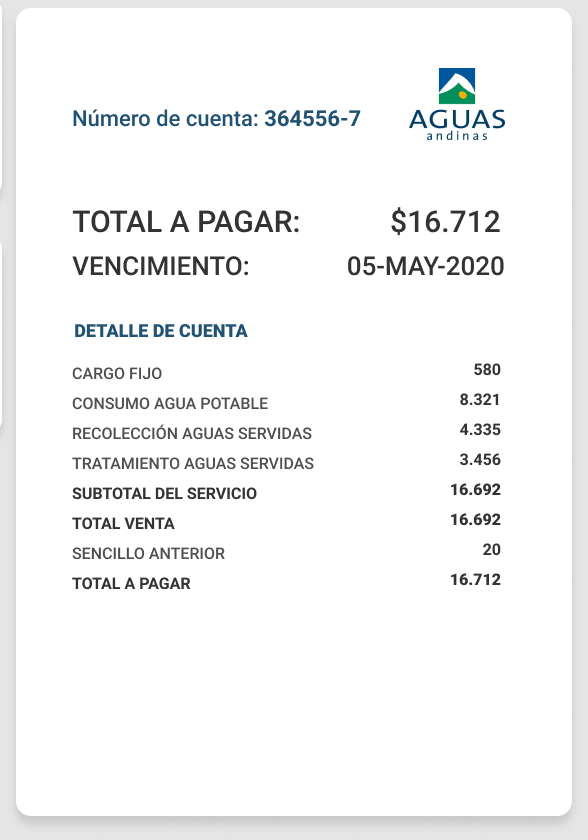 AGUAS
andinas
Número de cuenta: 364556-7
TOTAL A PAGAR: $16.712
VENCIMIENTO: 05-MAY-2020
DETALLE DE CUENTA
CARGO FIJO 580
CONSUMO AGUA POTABLE 8.321
RECOLECCIÓN AGUAS SERVIDAS 4.335
TRATAMIENTO AGUAS SERVIDAS 3.456
SUBTOTAL DEL SERVICIO 16.692
TOTAL VENTA 16.692
SENCILLO ANTERIOR 20
TOTAL A PAGAR 16.712